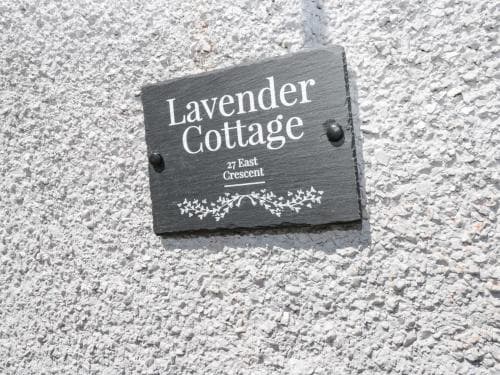 Lavender
Cottage
27 East
Crescent